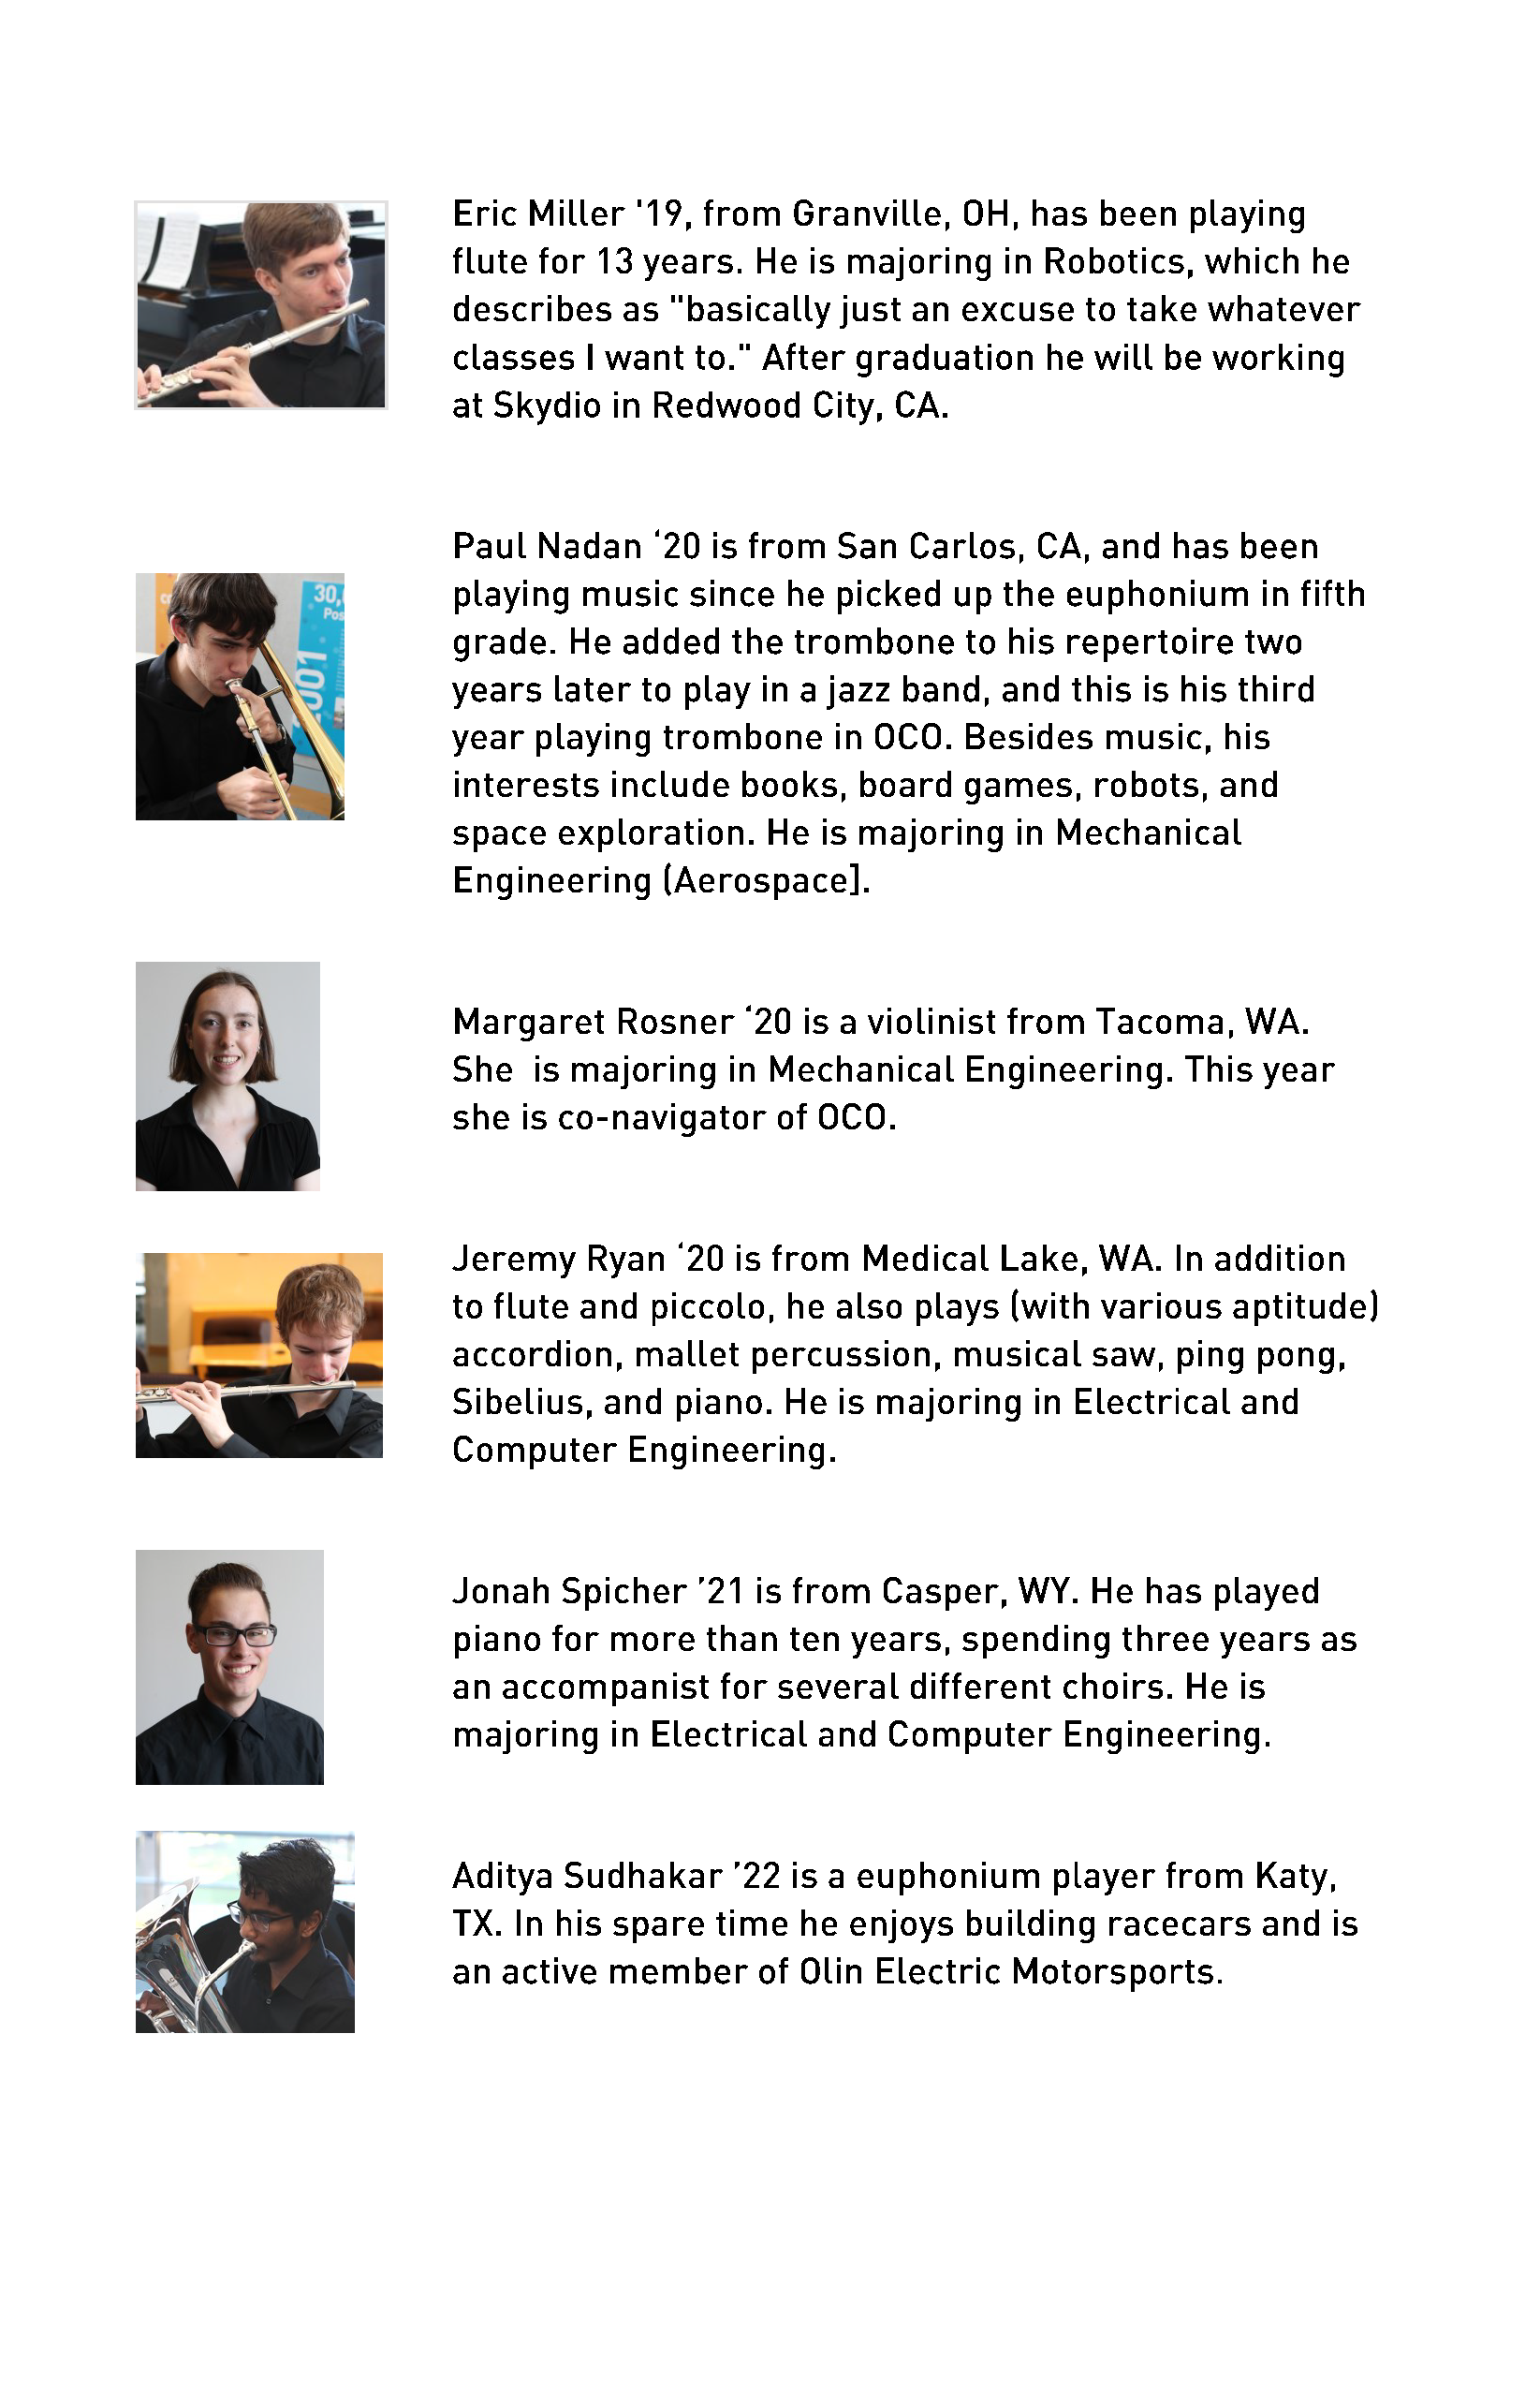 Eric Miller '19, from Granville, OH, has been playing
flute for 13 years. He is majoring in Robotics, which he
describes as "basically just an excuse to take whatever
classes I want to." After graduation he will be working
at Skydio in Redwood City, CA.
Paul Nadan ‘20 is from San Carlos, CA, and has been
playing music since he picked up the euphonium in fifth
grade. He added the trombone to his repertoire two
years later to play in a jazz band, and this is his third
year playing trombone in OCO. Besides music, his
interests include books, board games, robots, and
space exploration. He is majoring in Mechanical
Engineering (Aerospace].
30,
Pos
2001
Margaret Rosner ‘20 is a violinist from Tacoma, WA.
She  is majoring in Mechanical Engineering. This year
she is co-navigator of OCO.
Jeremy Ryan ‘20 is from Medical Lake, WA. In addition
to flute and piccolo, he also plays (with various aptitude)
accordion, mallet percussion, musical saw, ping pong,
Sibelius, and piano. He is majoring in Electrical and
Computer Engineering.
Jonah Spicher ’21 is from Casper, WY. He has played
piano for more than ten years, spending three years as
an accompanist for several different choirs. He is
majoring in Electrical and Computer Engineering.
Aditya Sudhakar ’22 is a euphonium player from Katy,
TX. In his spare time he enjoys building racecars and is
an active member of Olin Electric Motorsports.